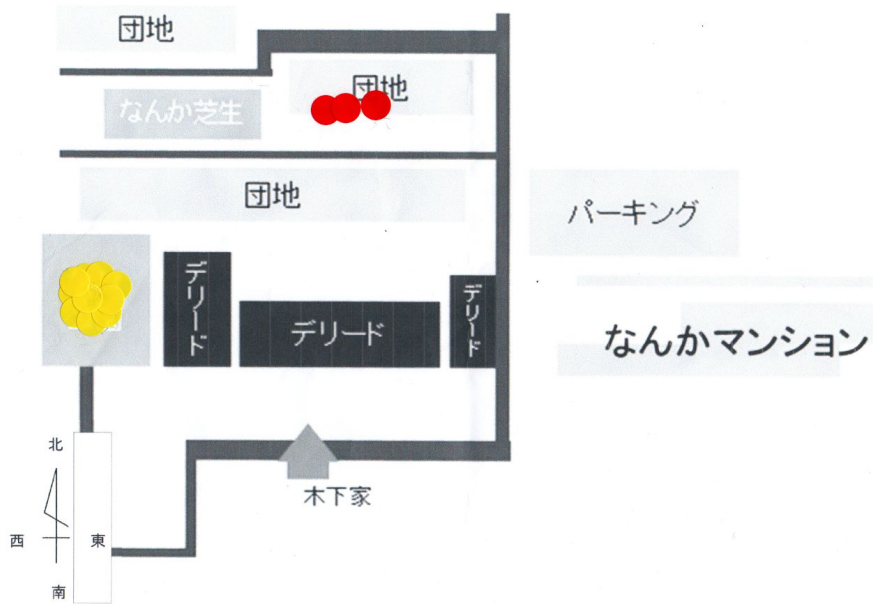 団地
団地
なんか芝生
団地
パーキング
デリード
デリード
デリード
なんかマンション
北
木下家
西
東
南